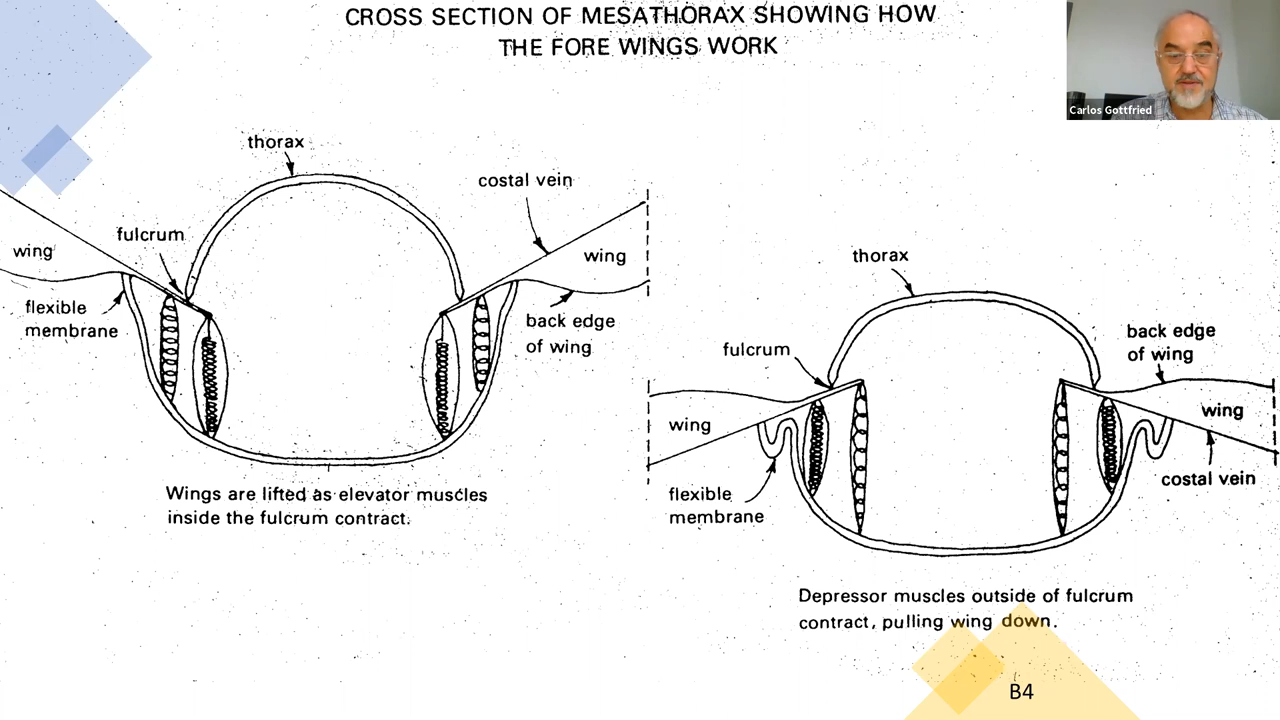 CROSS SECTION OF MESATHORAX SHOWING HOW
THE FORE WINGS WORK
Carlos Gottfried
thorax
costal vein
fulcrum
wing
wing
flexible
membrane
back edge
of wing
Wings are lifted as elevator muscles
inside the fulcrum contract.
thorax
back edge
of wing
fulcrum
wing
wing
costal vein
flexible
membrane
Depressor muscles outside of fulcrum
contract, pulling wing down.
B4